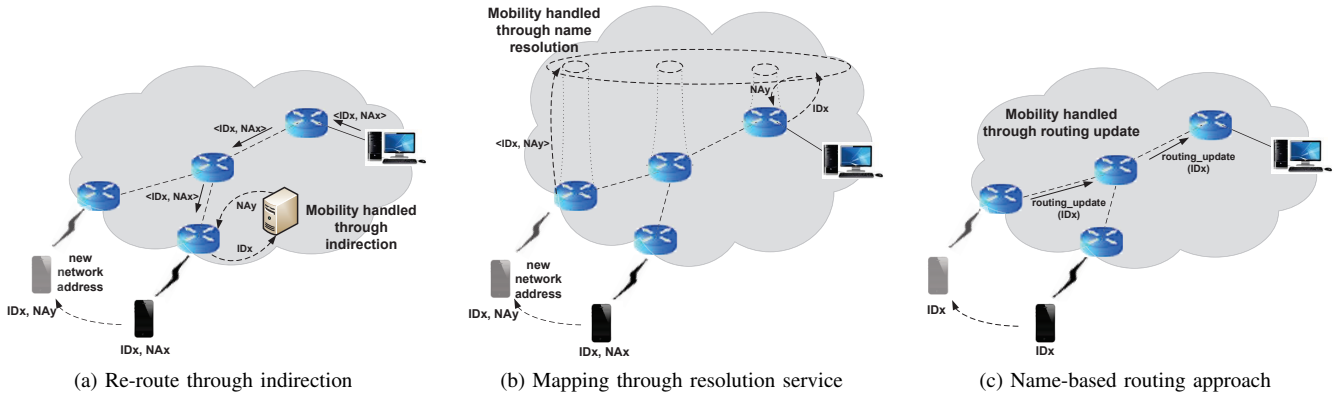 <IDx, NAx>
<IDx, NAx>
<IDx, NAx>
NAy
IDx
Mobility handled
through
indirection
new
network
address
IDx, NAy
IDx, NAx
(a) Re-route through indirection
Mobility handled
through name
resolution
NAy
IDx
<IDx, NAy>
new
network
address
IDx, NAy
IDx, NAx
(b) Mapping through resolution service
Mobility handled
through routing update
routing_update
(IDx)
routing_update
(IDx)
IDx
IDx
(c) Name-based routing approach